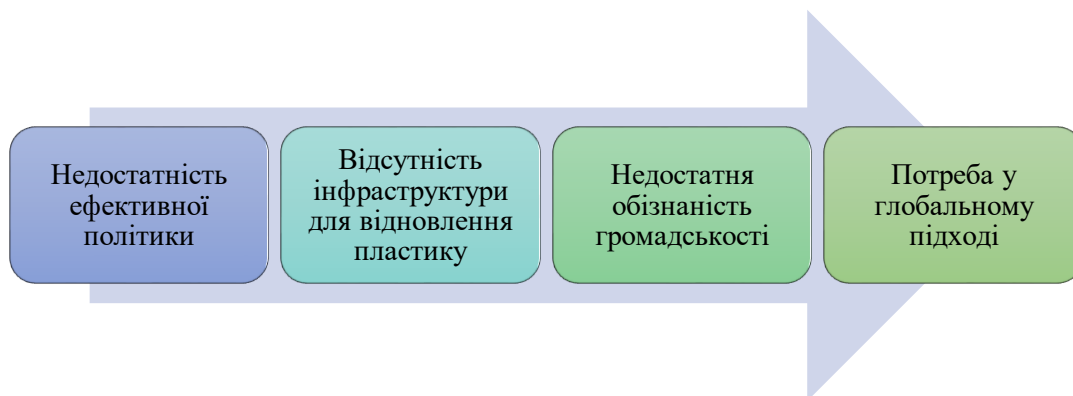 Недостатність
ефективної
політики
Відсутність
інфраструктури
для відновлення
пластику
Недостатня
обізнаність
громадськості
Потреба у
глобальному
підході